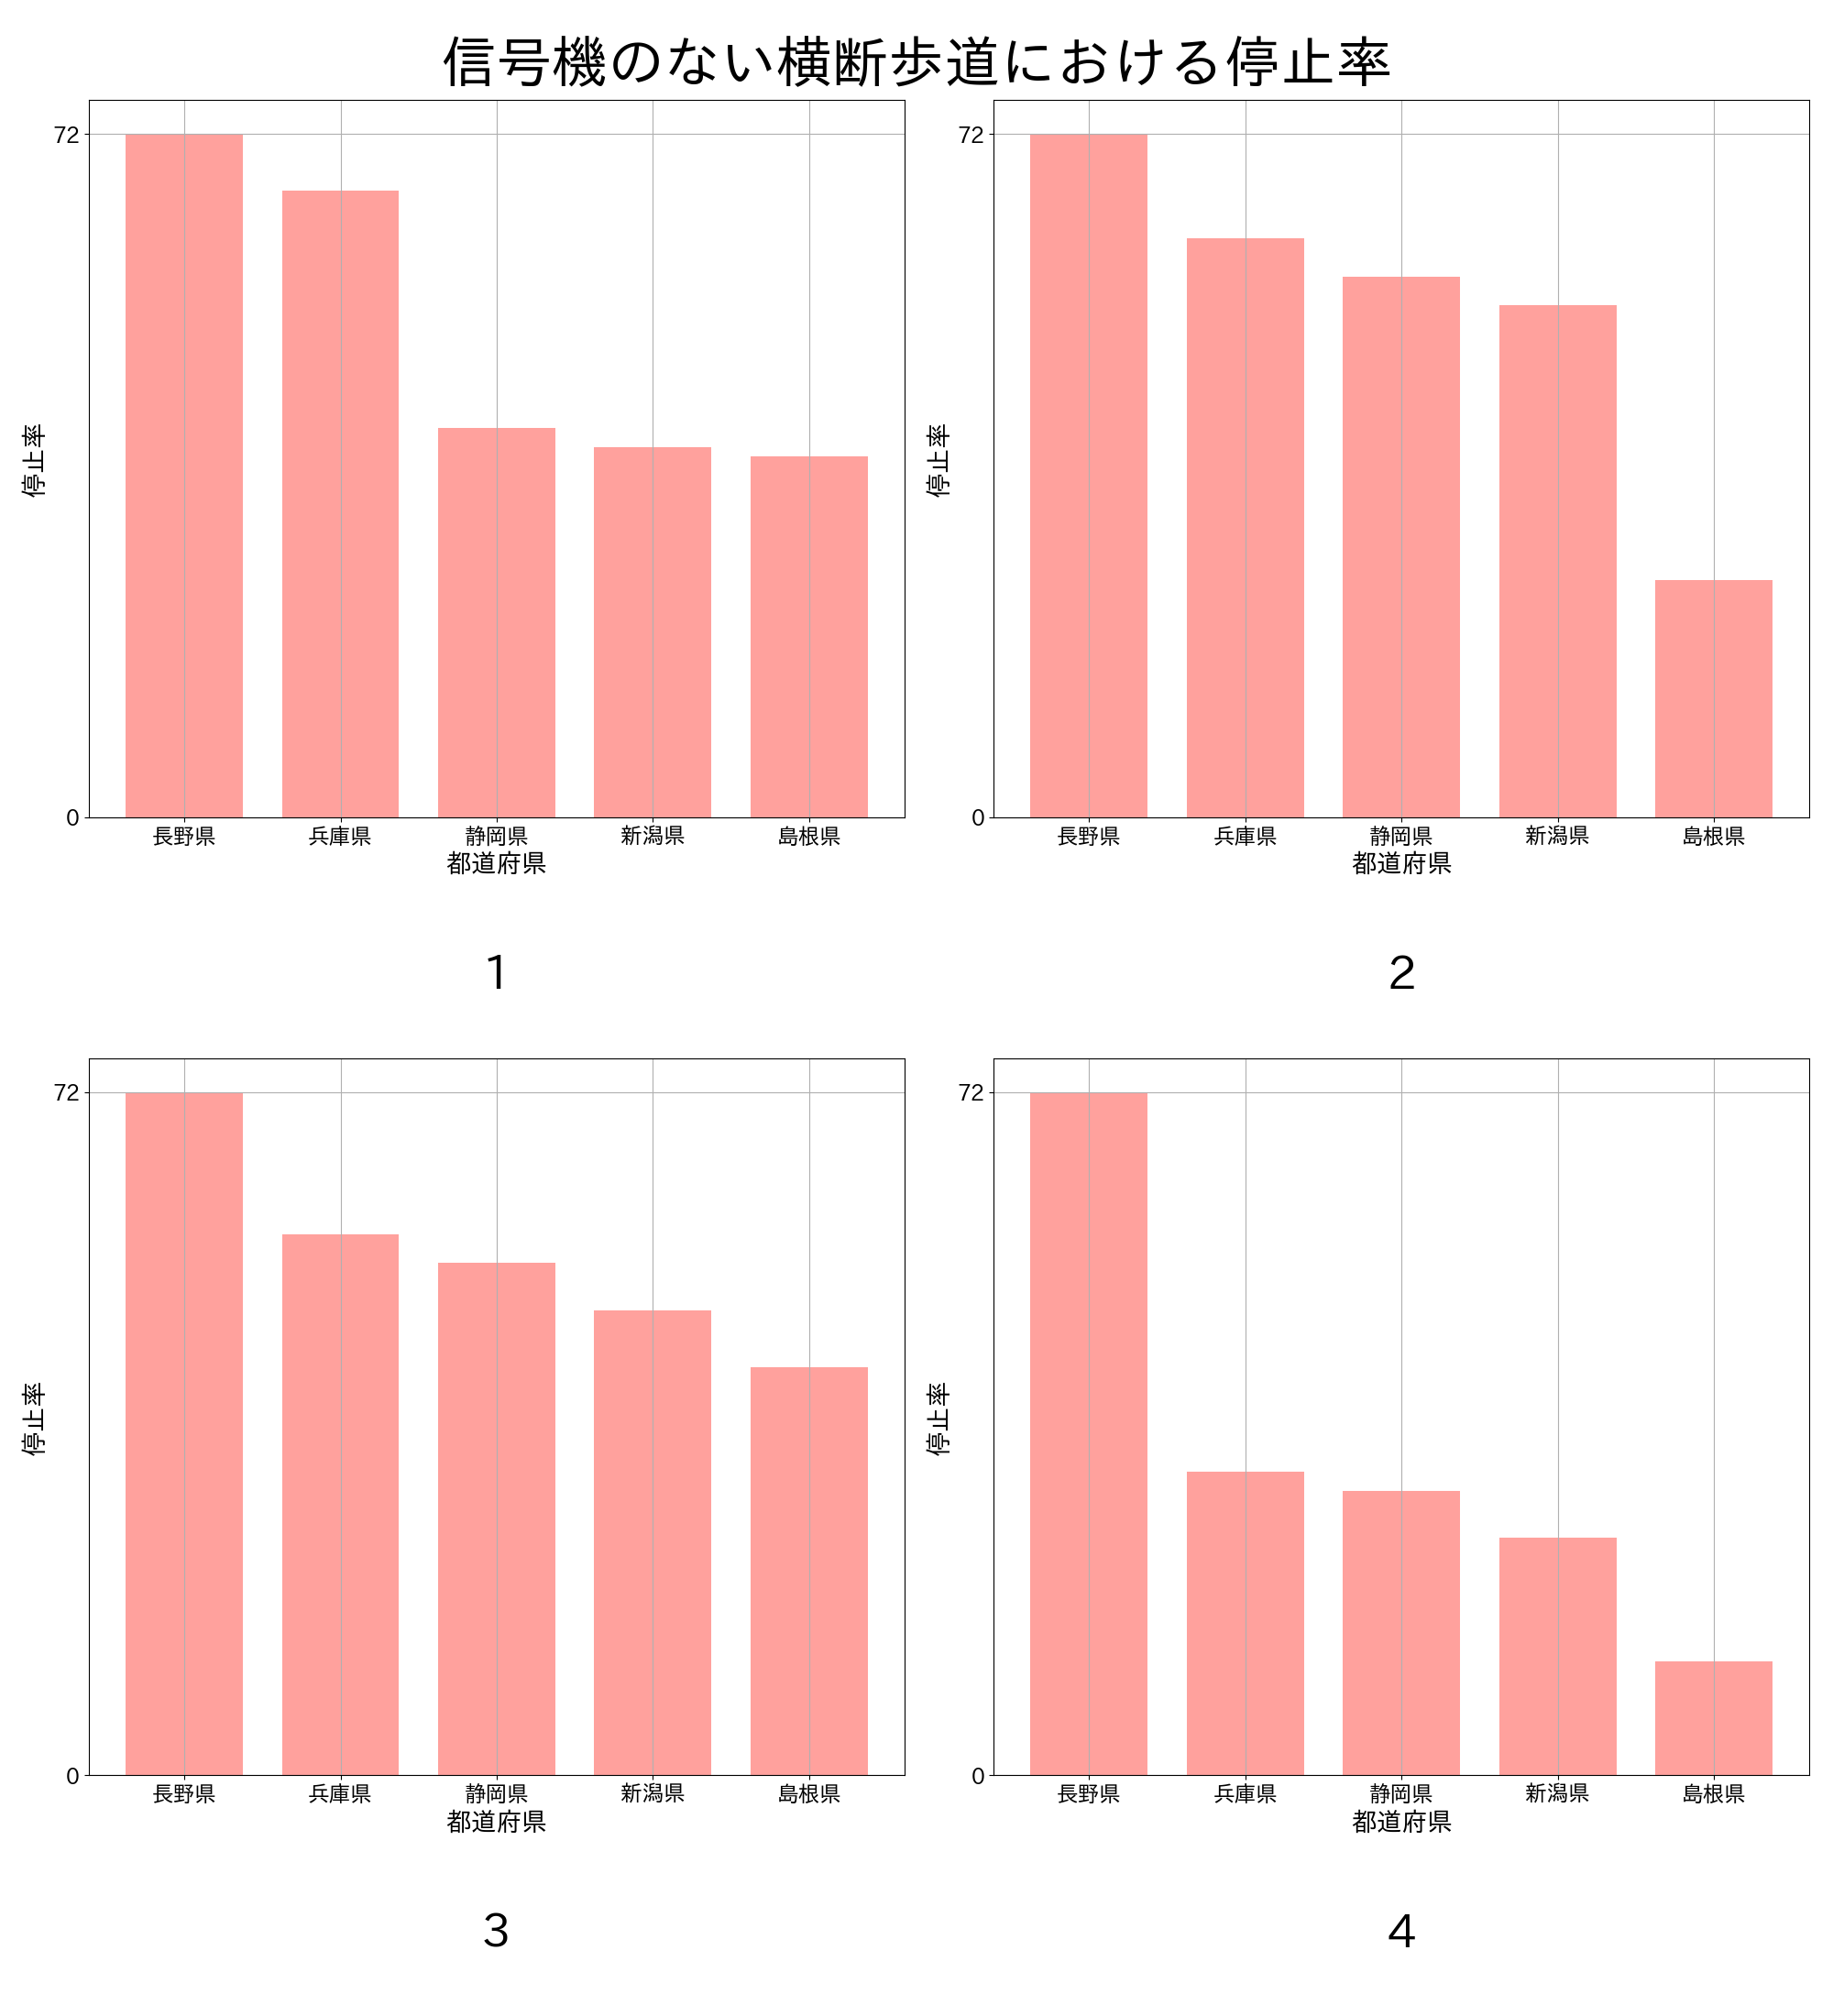 信号機のない横断歩道における停止率
72
0
停止率
長野県 兵庫県 静岡県 新潟県 島根県
都道府県
1
72
0
停止率
長野県 兵庫県 静岡県 新潟県 島根県
都道府県
2
72
0
停止率
長野県 兵庫県 静岡県 新潟県 島根県
都道府県
3
72
0
停止率
長野県 兵庫県 静岡県 新潟県 島根県
都道府県
4